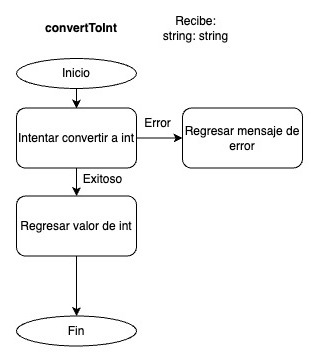 convertToInt
Recibe:
string: string
Inicio
Intentar convertir a int
Error
Regresar mensaje de
error
Exitoso
Regresar valor de int
Fin